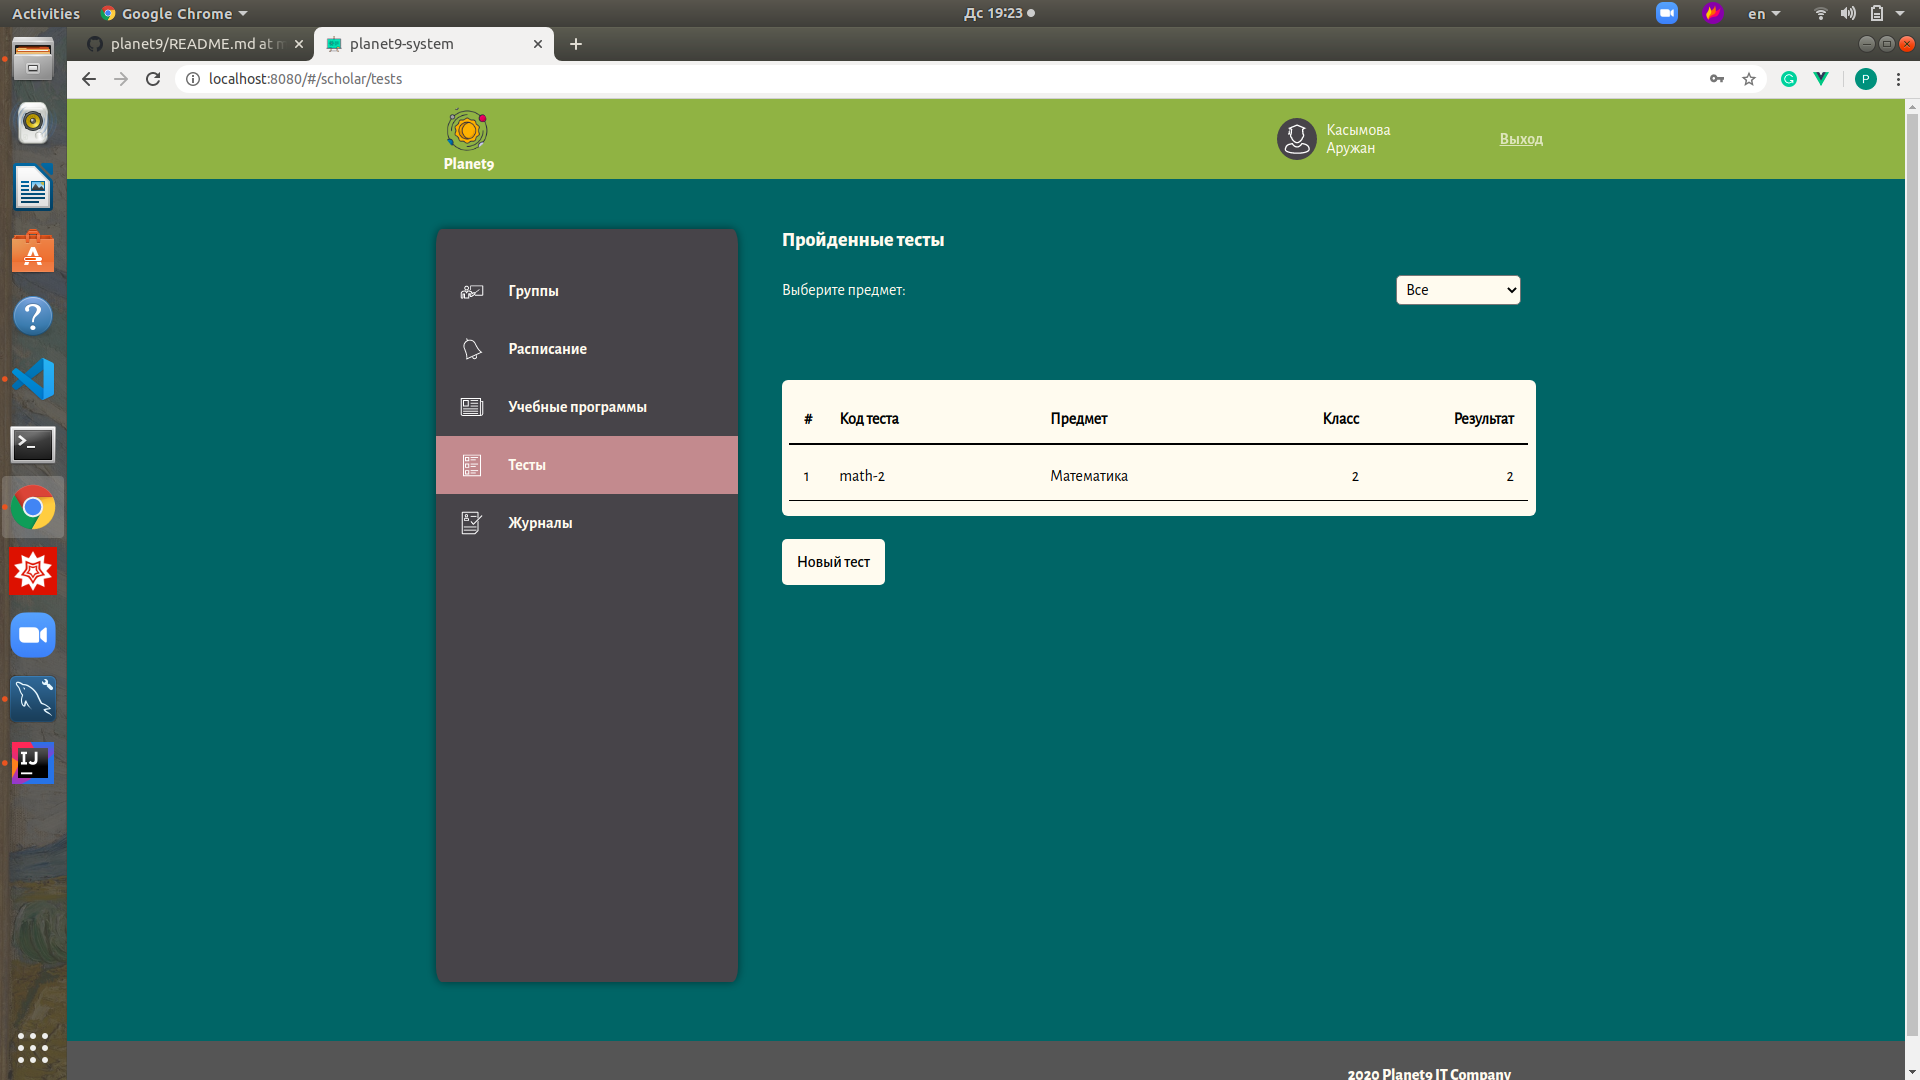 Activities
Google Chrome
Дс 19:23
en
planet9/README.md at m
planet9-system
localhost:8080/#/scholar/tests
P
Planet9
Касымова
Аружан
Выход
Группы
Расписание
Учебные программы
Тесты
Журналы
Пройденные тесты
Выберите предмет:
Все
# Код теста Предмет Класс Результат
1 math-2 Математика 2 2
Новый тест
IJ
2020 Planet9 IT Company